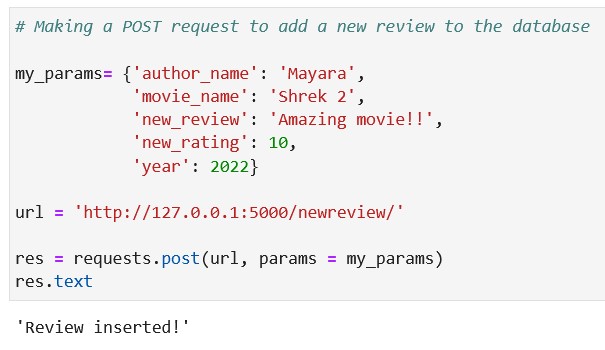 # Making a POST request to add a new review to the database
my_params= {'author_name': 'Mayara',
'movie_name': 'Shrek 2',
'new_review': 'Amazing movie!!',
'new_rating': 10,
'year': 2022}
url = 'http://127.0.0.1:5000/newreview/'
res = requests.post(url, params = my_params)
res.text
'Review inserted!'